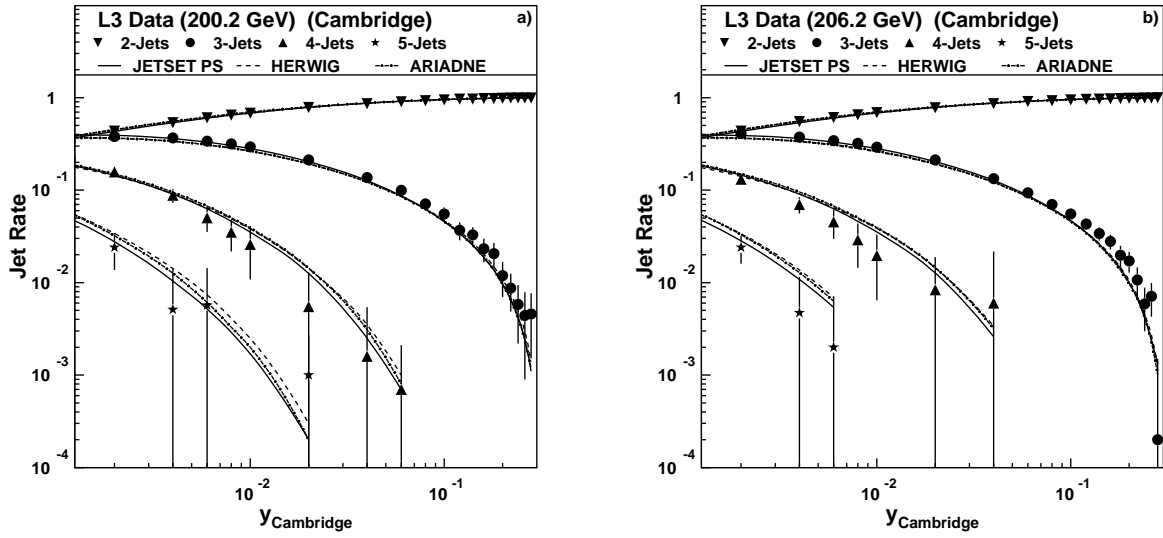 L3 Data (200.2 GeV) (Cambridge) a)
2-Jets 3-Jets 4-Jets 5-Jets
JETSET PS HERWIG ARIADNE
Jet Rate
1
10 -1
10 -2
10 -3
10 -4
10 -2 10 -1
yCambridge
L3 Data (206.2 GeV) (Cambridge) b)
2-Jets 3-Jets 4-Jets 5-Jets
JETSET PS HERWIG ARIADNE
Jet Rate
1
10 -1
10 -2
10 -3
10 -4
10 -2 10 -1
yCambridge